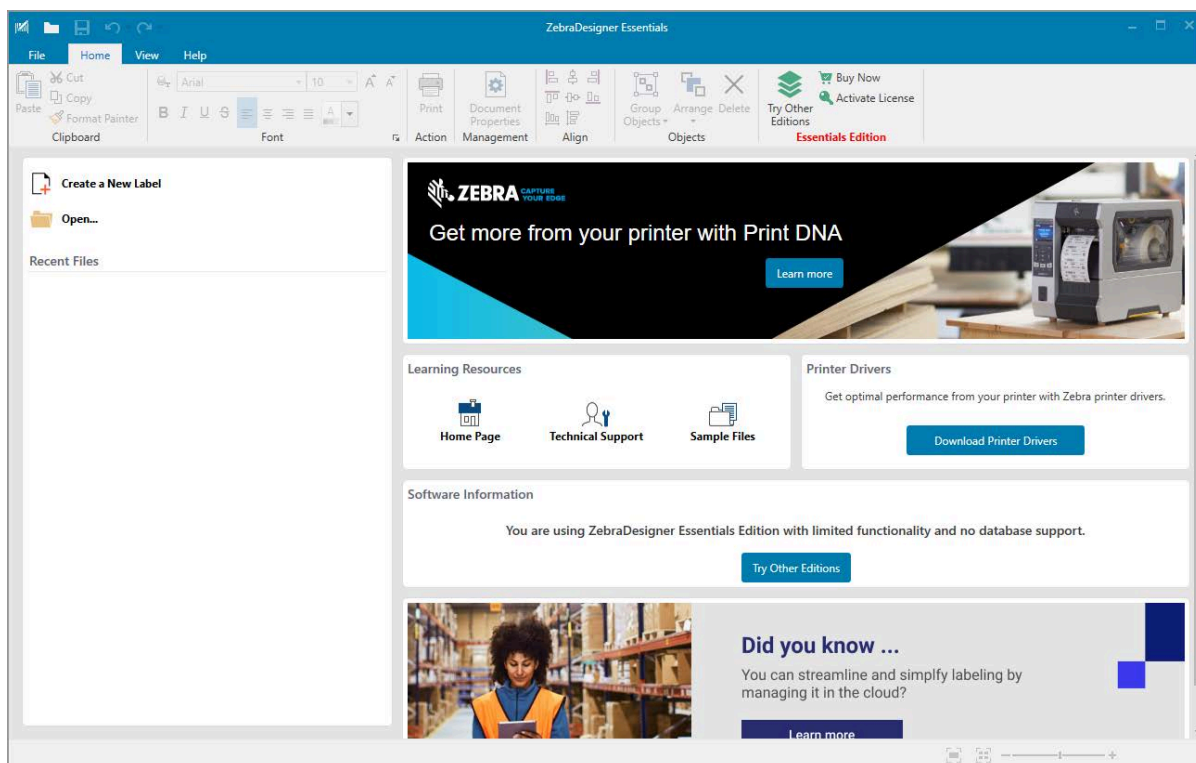 ZebraDesigner Essentials
File Home View Help
Paste
Cut
Copy
Format Painter
Clipboard
Arial 10
B I U S
Font
Print
Action
Document
Properties
Management
Align
Group
Objects
Arrange
Delete
Objects
Try Other
Editions
Buy Now
Activate License
Essentials Edition
Create a New Label
Open...
Recent Files
ZEBRA CAPTURE
YOUR EDGE
Get more from your printer with Print DNA
Learn more
Learning Resources
Home Page
Technical Support
Sample Files
Printer Drivers
Get optimal performance from your printer with Zebra printer drivers.
Download Printer Drivers
Software Information
You are using ZebraDesigner Essentials Edition with limited functionality and no database support.
Try Other Editions
Did you know ...
You can streamline and simplfy labeling by
managing it in the cloud?
Learn more